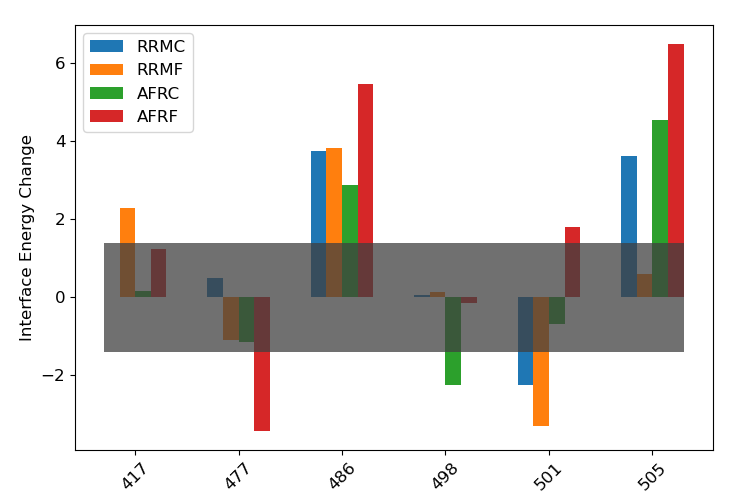 RRMC
RRMF
AFRC
AFRF
Interface Energy Change
6
4
2
0
−2
417
477
486
498
501
505